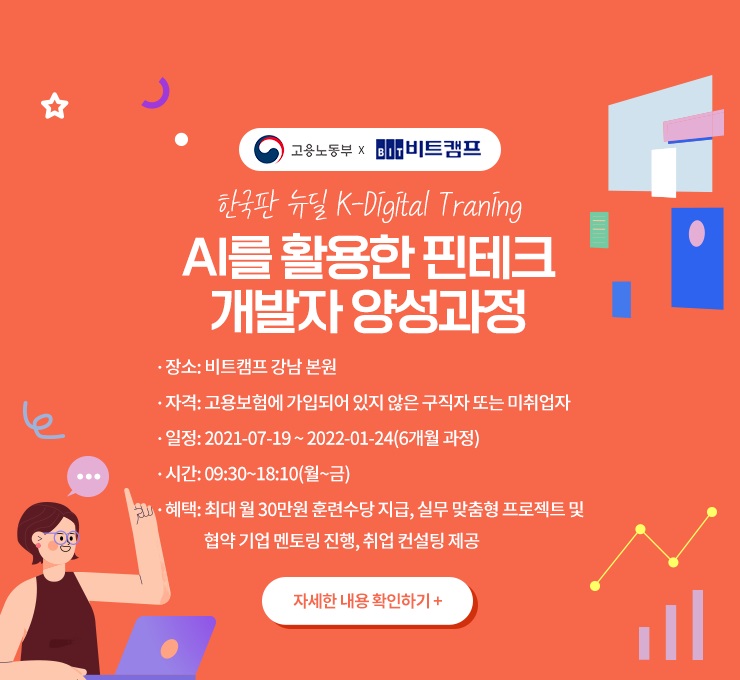 고용노동부 x BIT 비트캠프
한국판 뉴딜 K-Digital Traning
AI를 활용한 핀테크
개발자 양성과정
· 장소: 비트캠프 강남 본원
· 자격: 고용보험에 가입되어 있지 않은 구직자 또는 미취업자
· 일정: 2021-07-19 ~ 2022-01-24(6개월 과정)
· 시간: 09:30~18:10(월~금)
· 혜택: 최대 월 30만원 훈련수당 지급, 실무 맞춤형 프로젝트 및
협약 기업 멘토링 진행, 취업 컨설팅 제공
자세한 내용 확인하기 +